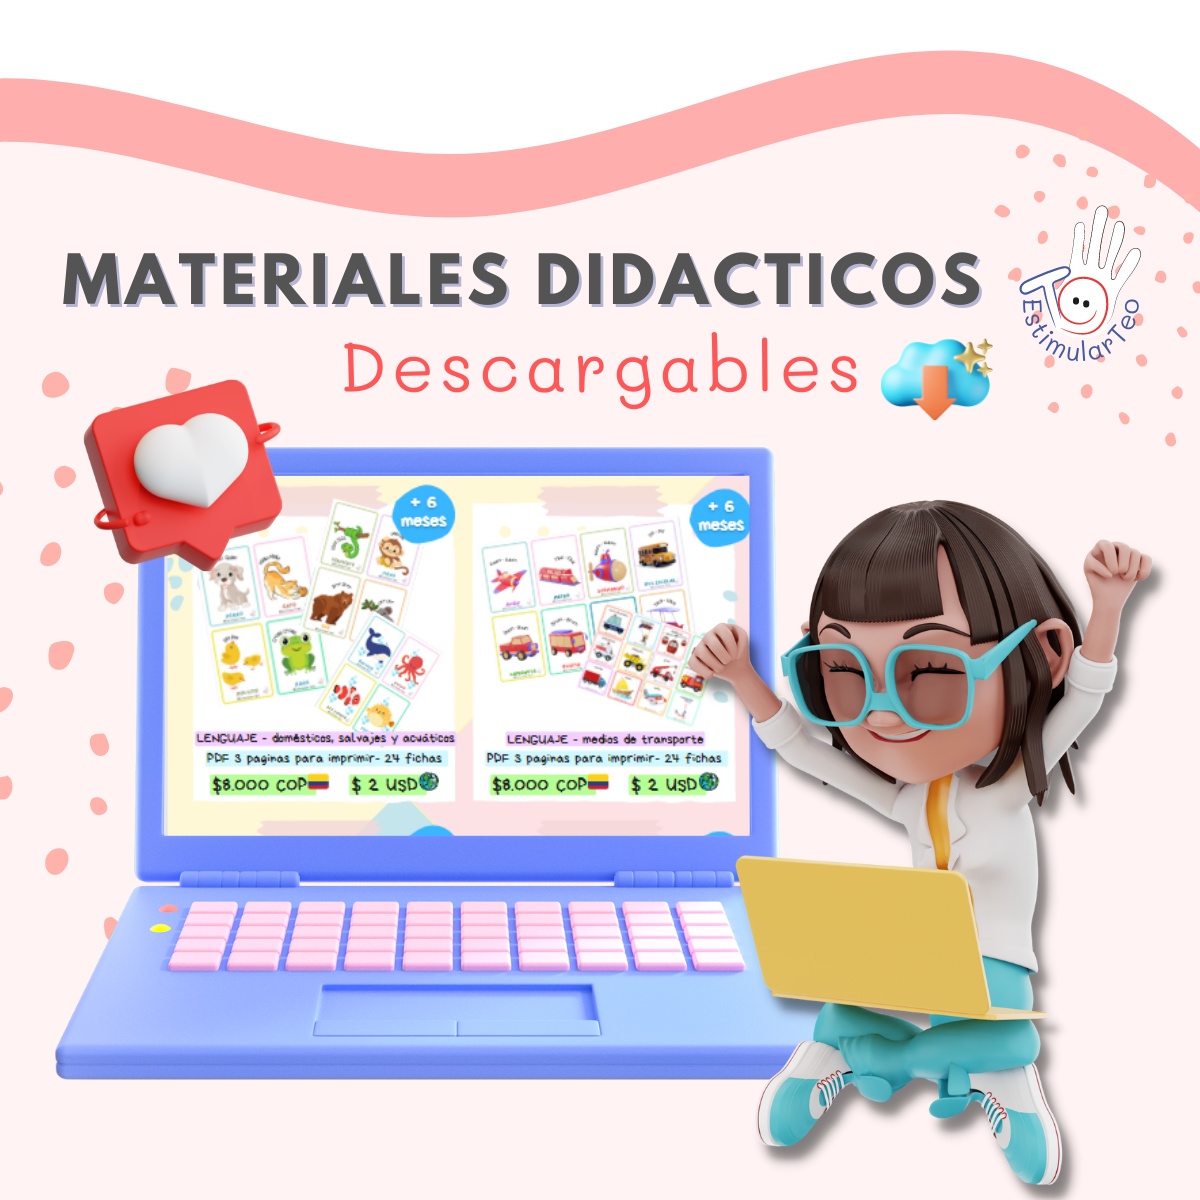 MATERIALES DIDACTICOS
EstimularTeo
Descargables
+ 6
meses
+ 6
meses
LENGUAJE - domésticos, salvajes y acuáticos
PDF 3 paginas para imprimir- 24 fichas
$8.000 COP
$ 2 USD
LENGUAJE - medios de transporte
PDF 3 paginas para imprimir- 24 fichas
$8.000 COP
$ 2 USD